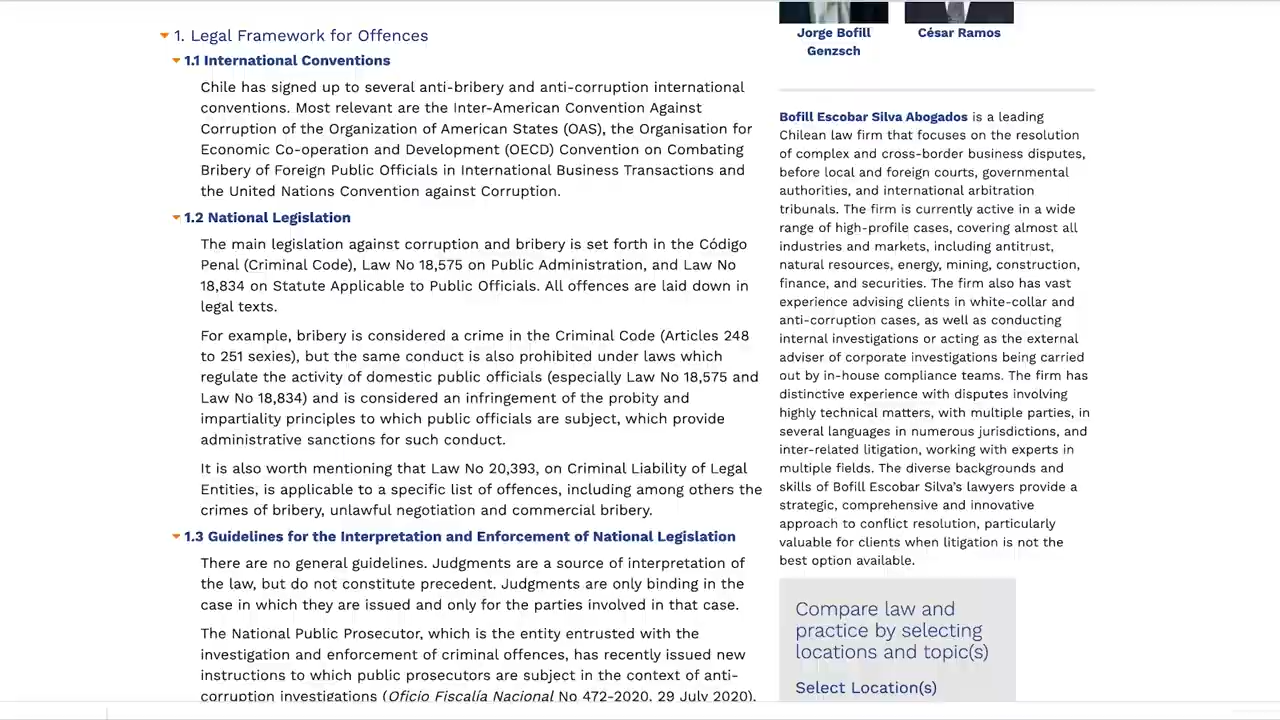 1. Legal Framework for Offences
1.1 International Conventions
Chile has signed up to several anti-bribery and anti-corruption international
conventions. Most relevant are the Inter-American Convention Against
Corruption of the Organization of American States (OAS), the Organisation for
Economic Co-operation and Development (OECD) Convention on Combating
Bribery of Foreign Public Officials in International Business Transactions and
the United Nations Convention against Corruption.
1.2 National Legislation
The main legislation against corruption and bribery is set forth in the Código
Penal (Criminal Code), Law No 18,575 on Public Administration, and Law No
18,834 on Statute Applicable to Public Officials. All offences are laid down in
legal texts.
For example, bribery is considered a crime in the Criminal Code (Articles 248
to 251 sexies), but the same conduct is also prohibited under laws which
regulate the activity of domestic public officials (especially Law No 18,575 and
Law No 18,834) and is considered an infringement of the probity and
impartiality principles to which public officials are subject, which provide
administrative sanctions for such conduct.
It is also worth mentioning that Law No 20,393, on Criminal Liability of Legal
Entities, is applicable to a specific list of offences, including among others the
crimes of bribery, unlawful negotiation and commercial bribery.
1.3 Guidelines for the Interpretation and Enforcement of National Legislation
There are no general guidelines. Judgments are a source of interpretation of
the law, but do not constitute precedent. Judgments are only binding in the
case in which they are issued and only for the parties involved in that case.
The National Public Prosecutor, which is the entity entrusted with the
investigation and enforcement of criminal offences, has recently issued new
instructions to which public prosecutors are subject in the context of anti-
corruption investigations (Oficio Fiscalía Nacional No 472-2020, 29 July 2020).
Jorge Bofill
Genzsch
César Ramos
Bofill Escobar Silva Abogados is a leading
Chilean law firm that focuses on the resolution
of complex and cross-border business disputes,
before local and foreign courts, governmental
authorities, and international arbitration
tribunals. The firm is currently active in a wide
range of high-profile cases, covering almost all
industries and markets, including antitrust,
natural resources, energy, mining, construction,
finance, and securities. The firm also has vast
experience advising clients in white-collar and
anti-corruption cases, as well as conducting
internal investigations or acting as the external
adviser of corporate investigations being carried
out by in-house compliance teams. The firm has
distinctive experience with disputes involving
highly technical matters, with multiple parties, in
several languages in numerous jurisdictions, and
inter-related litigation, working with experts in
multiple fields. The diverse backgrounds and
skills of Bofill Escobar Silva's lawyers provide a
strategic, comprehensive and innovative
approach to conflict resolution, particularly
valuable for clients when litigation is not the
best option available.
Compare law and
practice by selecting
locations and topic(s)
Select Location(s)